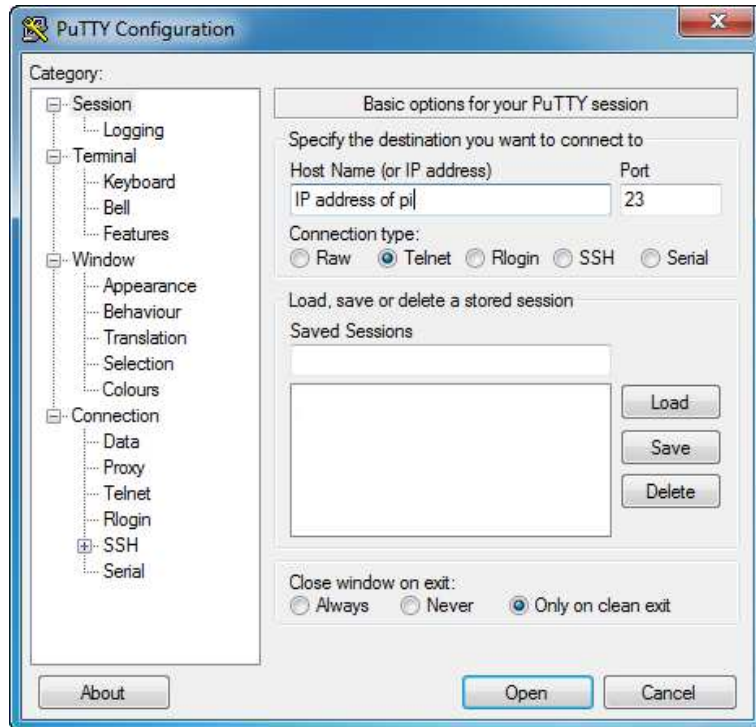 PuTTY Configuration
Category:
Session
Logging
Terminal
Keyboard
Bell
Features
Window
Appearance
Behaviour
Translation
Selection
Colours
Connection
Data
Proxy
Telnet
Rlogin
SSH
Serial
Basic options for your PuTTY session
Specify the destination you want to connect to
Host Name (or IP address) Port
IP address of pi 23
Connection type:
Raw Telnet Rlogin SSH Serial
Load, save or delete a stored session
Saved Sessions
Load
Save
Delete
Close window on exit:
Always Never Only on clean exit
About Open Cancel